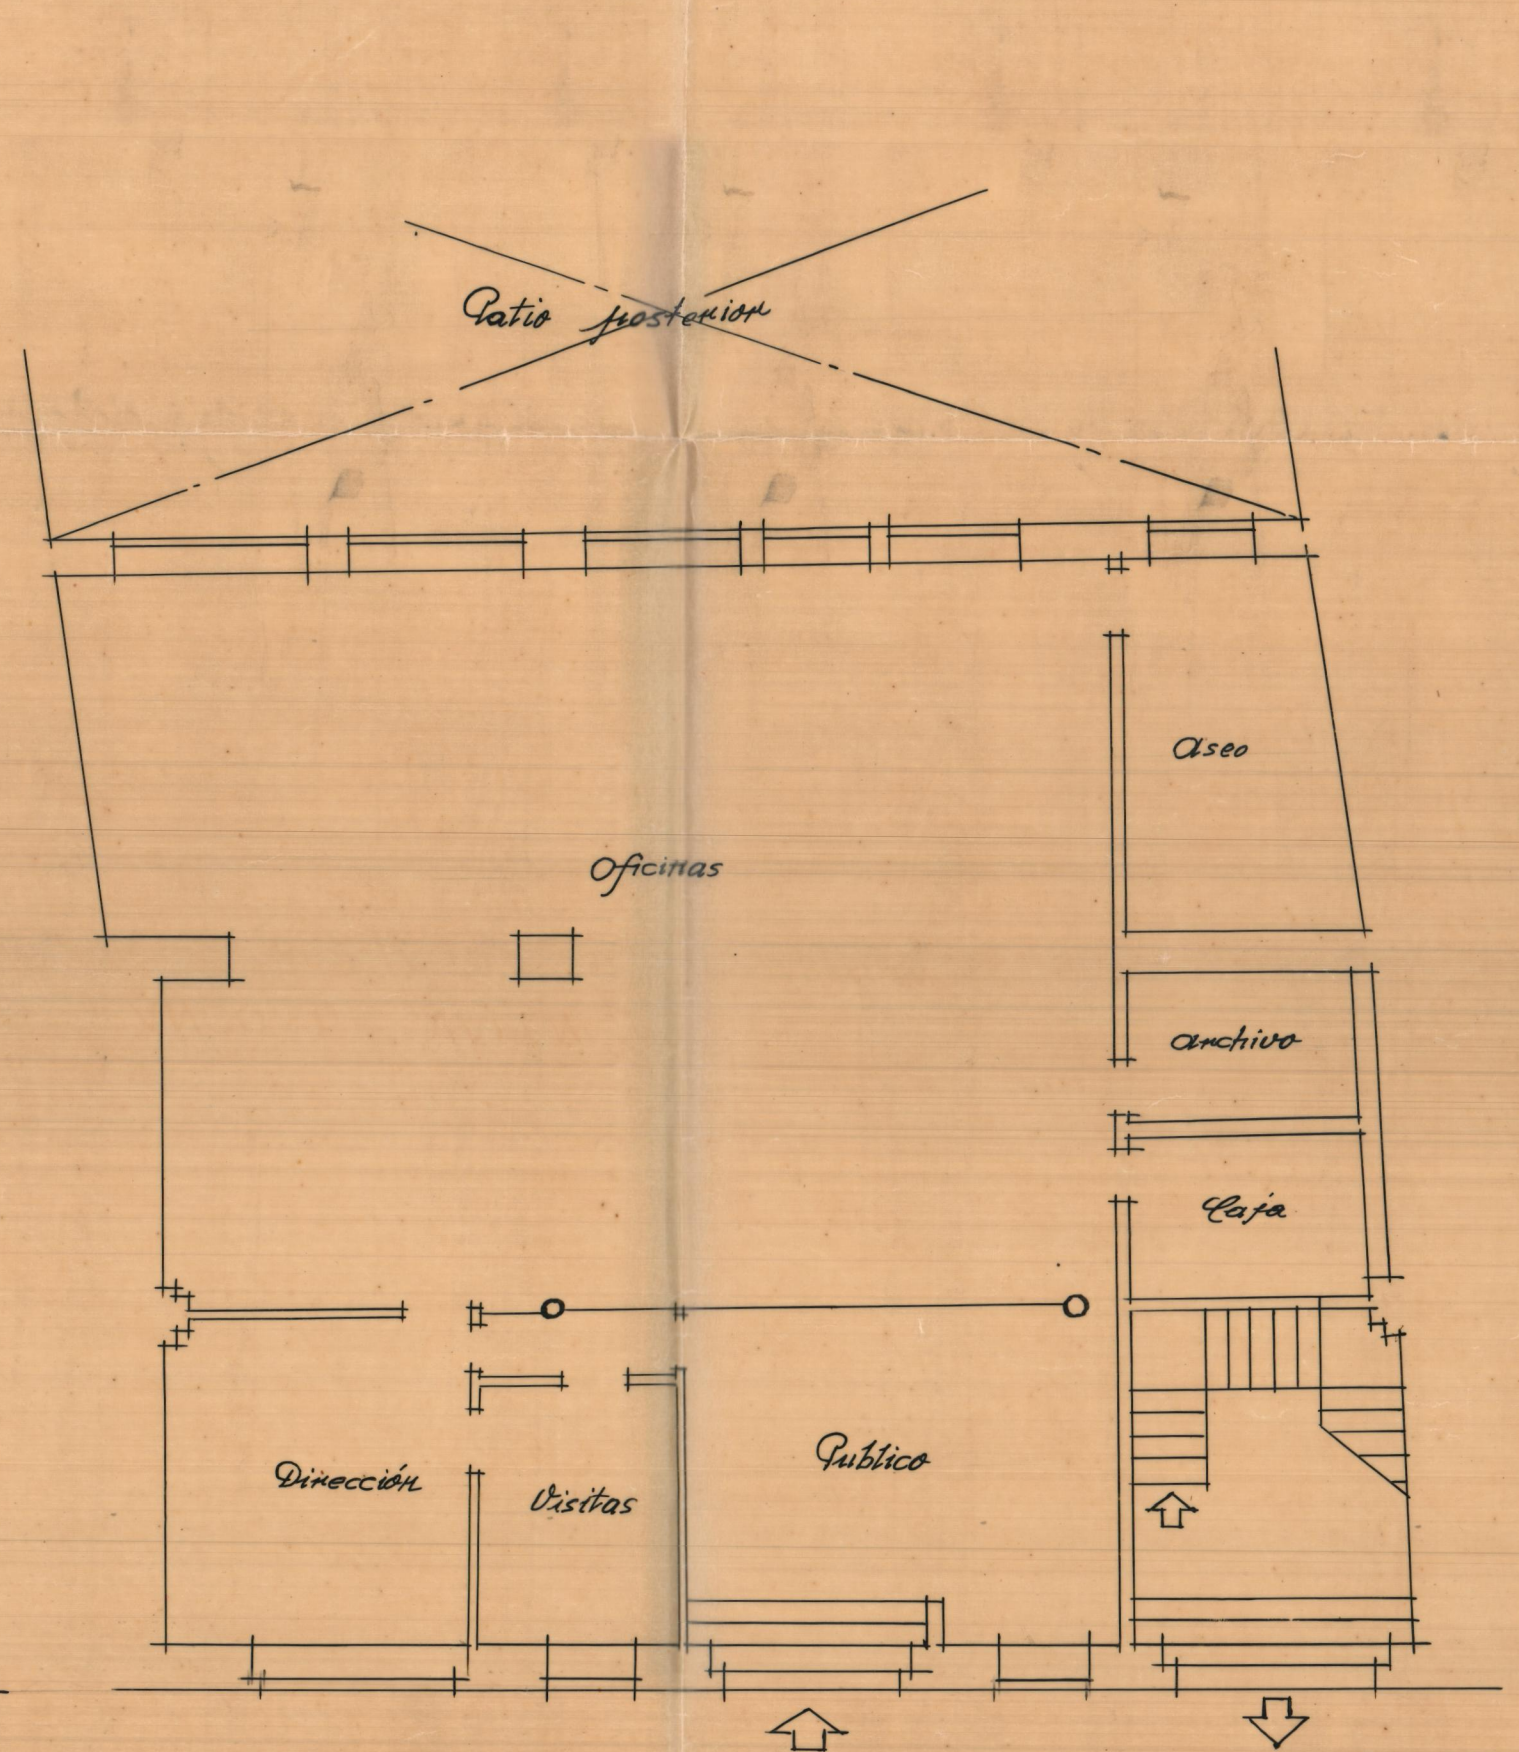 Patio posterior
Aseo
Oficinas
Archivo
Caja
Publico
Dirección
Visitas